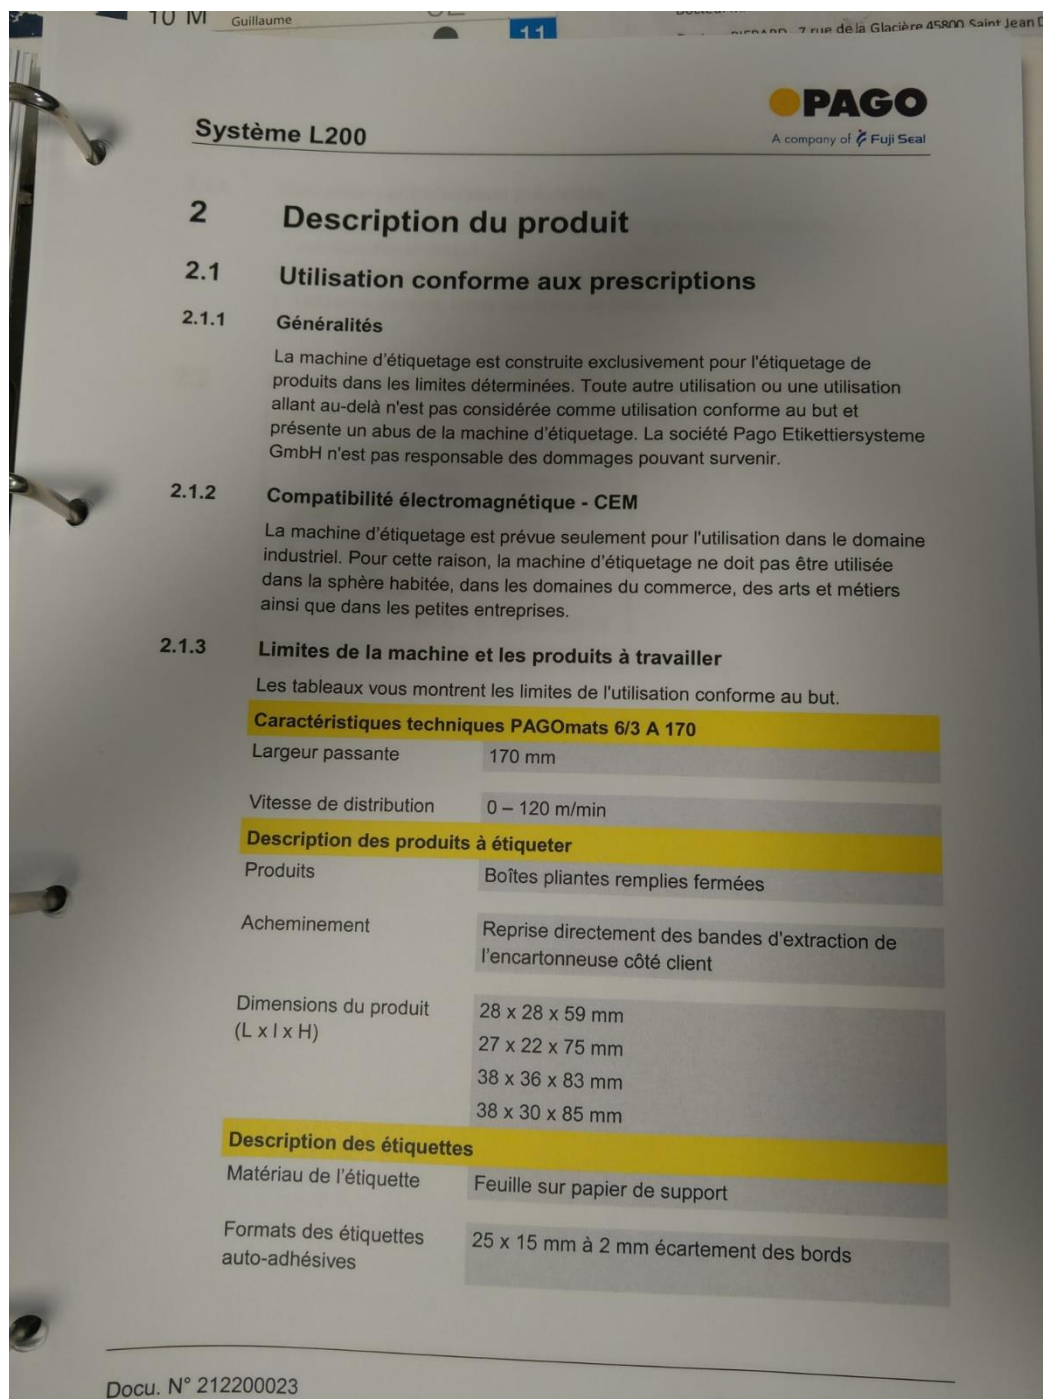 10 M
Guillaume
11
7 rue de la Glacière 45800 Saint Jean
PAGO
A company of Fuji Seal
Système L200
2 Description du produit
2.1 Utilisation conforme aux prescriptions
2.1.1 Généralités
La machine d'étiquetage est construite exclusivement pour l'étiquetage de
produits dans les limites déterminées. Toute autre utilisation ou une utilisation
allant au-delà n'est pas considérée comme utilisation conforme au but et
présente un abus de la machine d'étiquetage. La société Pago Etikettiersysteme
GmbH n'est pas responsable des dommages pouvant survenir.
2.1.2 Compatibilité électromagnétique - CEM
La machine d'étiquetage est prévue seulement pour l'utilisation dans le domaine
industriel. Pour cette raison, la machine d'étiquetage ne doit pas être utilisée
dans la sphère habitée, dans les domaines du commerce, des arts et métiers
ainsi que dans les petites entreprises.
2.1.3 Limites de la machine et les produits à travailler
Les tableaux vous montrent les limites de l'utilisation conforme au but.
Caractéristiques techniques PAGOmats 6/3 A 170
Largeur passante 170 mm
Vitesse de distribution 0 – 120 m/min
Description des produits à étiqueter
Produits Boîtes pliantes remplies fermées
Acheminement Reprise directement des bandes d'extraction de
l'encartonneuse côté client
Dimensions du produit 28 x 28 x 59 mm
(L x l x H)
27 x 22 x 75 mm
38 x 36 x 83 mm
38 x 30 x 85 mm
Description des étiquettes
Matériau de l'étiquette Feuille sur papier de support
Formats des étiquettes 25 x 15 mm à 2 mm écartement des bords
auto-adhésives
Docu. N° 212200023